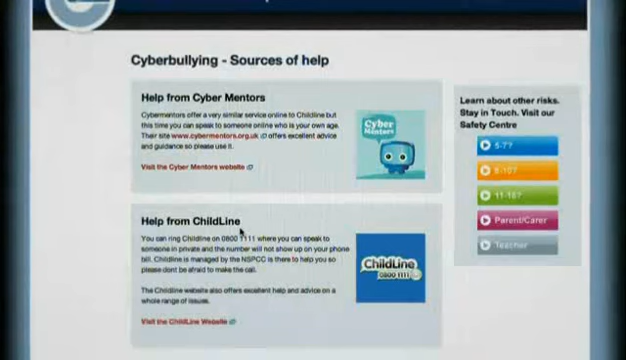 Cyberbullying - Sources of help
Help from Cyber Mentors
Cybermentors offer a very similar service online to Childline but
this time you can speak to someone online who is your own age.
Their site www.cybermentors.org.uk offers excellent advice
and guidance so please use it.
Visit the Cyber Mentors website
Cyber
Mentors
Help from ChildLine
You can ring Childline on 0800 1111 where you can speak to
someone in private and the number will not show up on your phone
bill. Childline is managed by the NSPCC is there to help you so
please dont be afraid to make the call.
The Childline website also offers excellent help and advice on a
whole range of issues.
Visit the ChildLine Website
ChildLine
0800 1111
Learn about other risks.
Stay in Touch. Visit our
Safety Centre
5-7?
8-10?
11-16?
Parent/Carer
Teacher